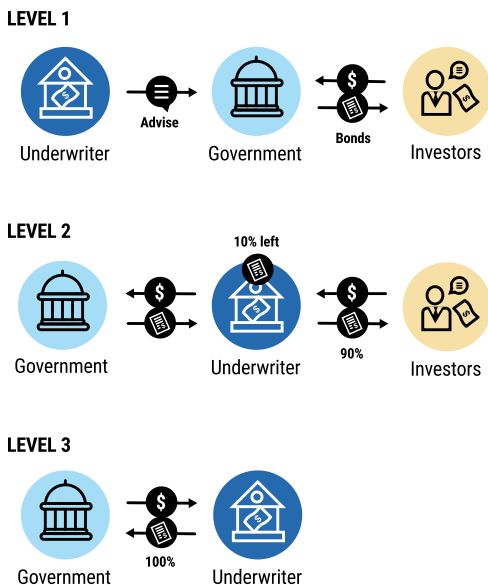 LEVEL 1
$
Advise
Bonds
Underwriter
Government
Investors
LEVEL 2
10% left
$
$
90%
Government
Underwriter
Investors
LEVEL 3
$
100%
Government
Underwriter